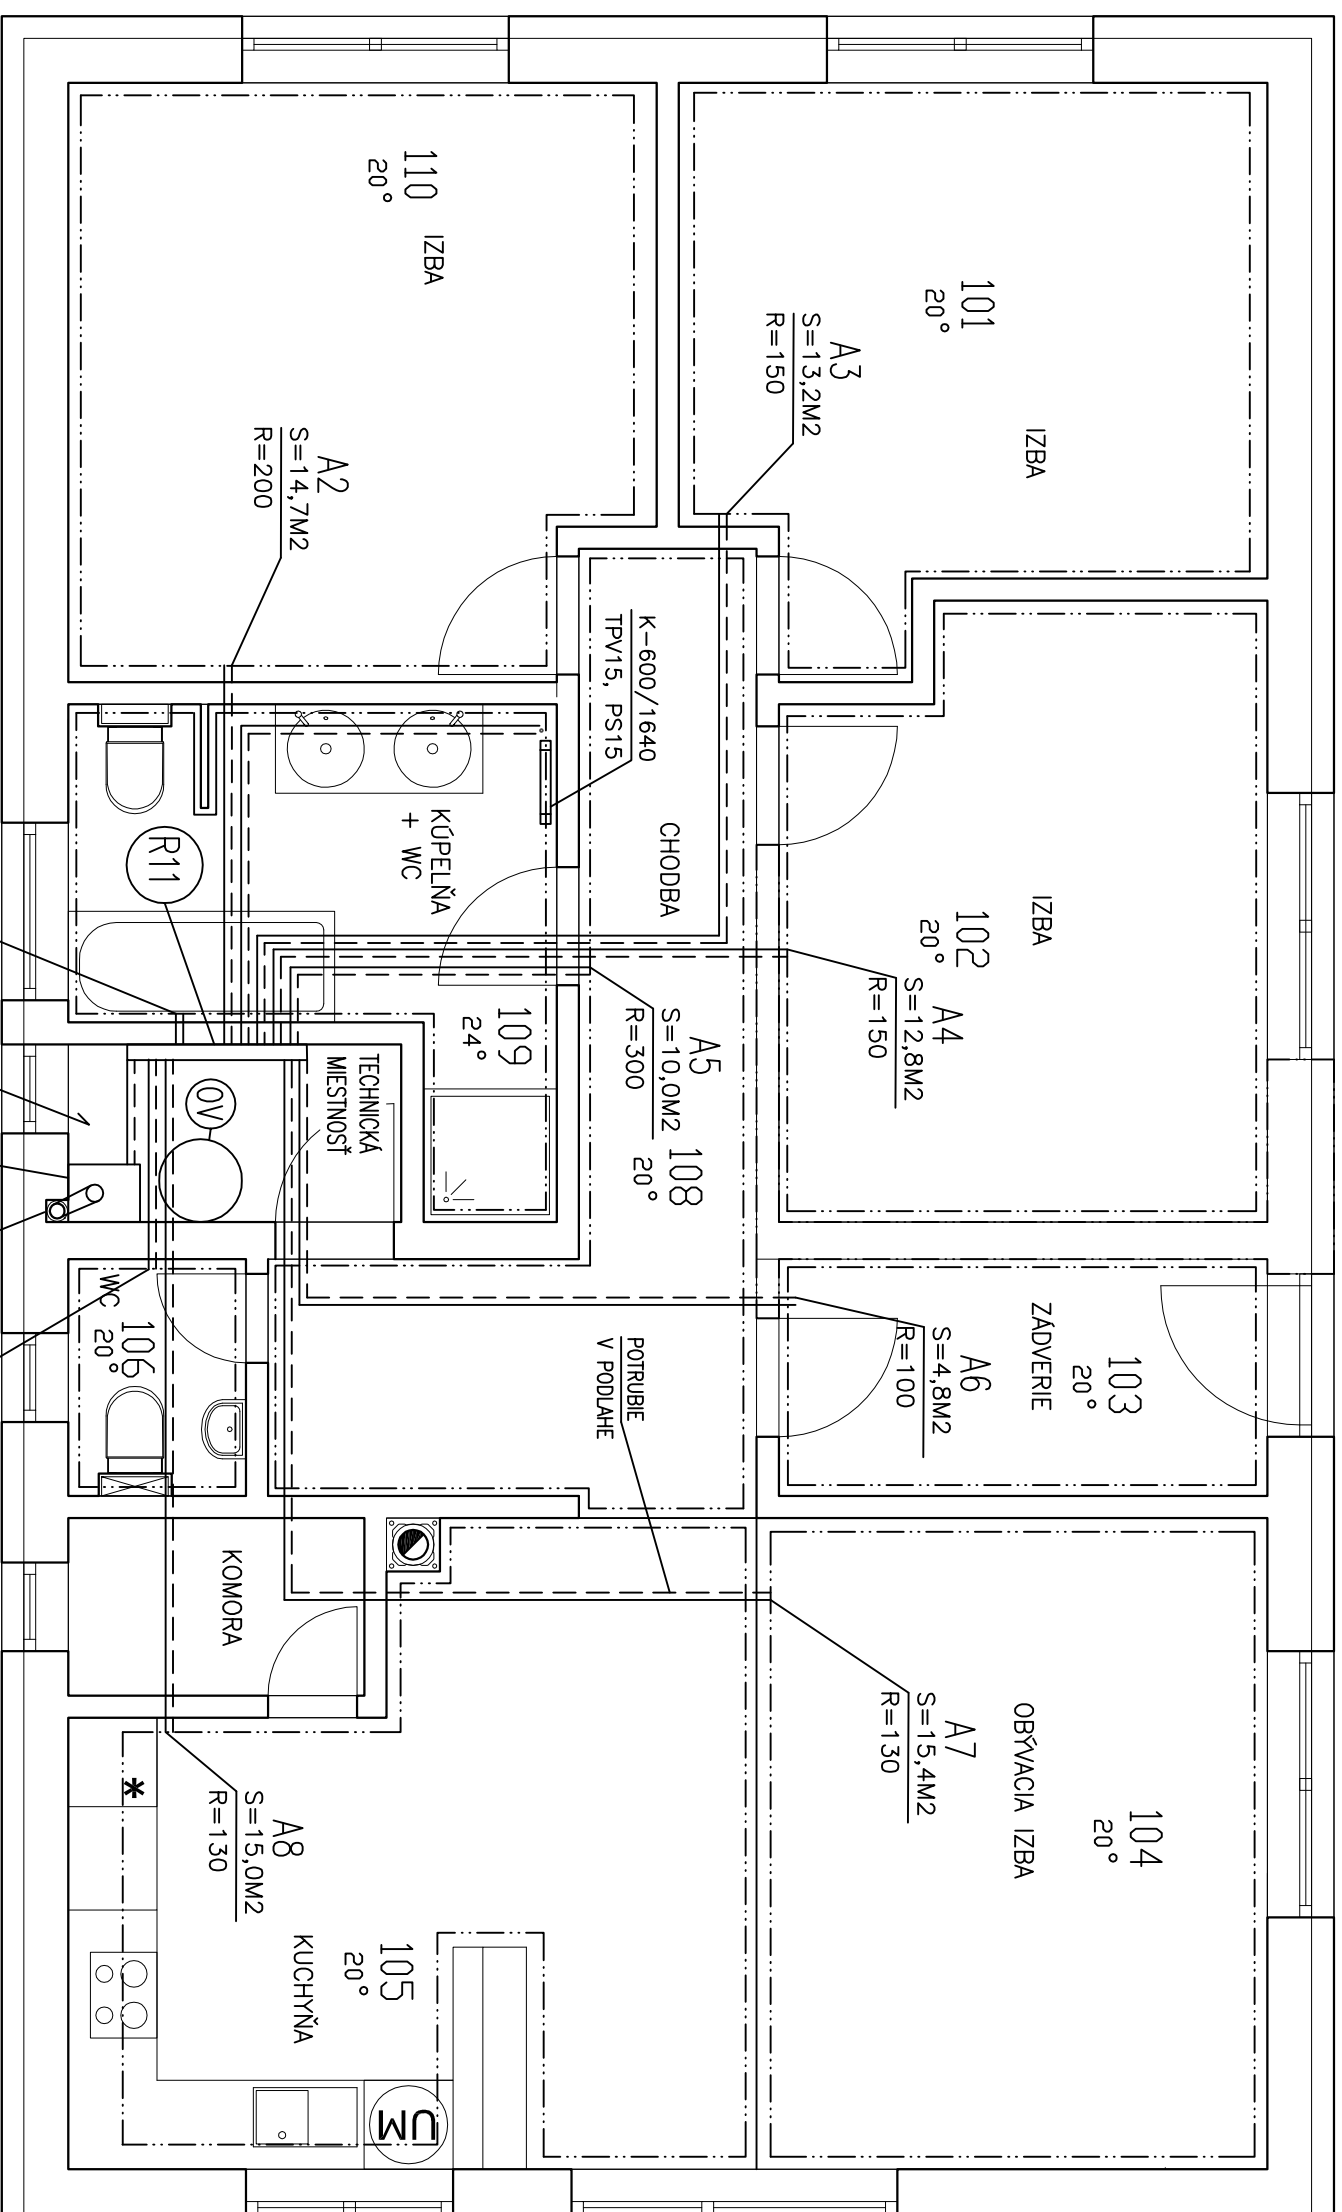 101
20°
IZBA
A3
S=13,2M2
R=150
110
20°
IZBA
A2
S=14,7M2
R=200
K-600/1640
TPV15, PS15
CHODBA
KÚPEĽŇA
+ WC
R11
IZBA
102
20°
A4
S=12,8M2
R=150
A5
S=10,0M2
R=300
108
20°
109
24°
TECHNICKÁ
MIESTNOSŤ
OV
103
20°
ZÁDVERIE
A6
S=4,8M2
R=100
POTRUBIE
V PODLAHE
WC
106
20°
KOMORA
104
20°
OBÝVACIA IZBA
A7
S=15,4M2
R=130
A8
S=15,0M2
R=130
105
20°
KUCHYŇA
*
UM